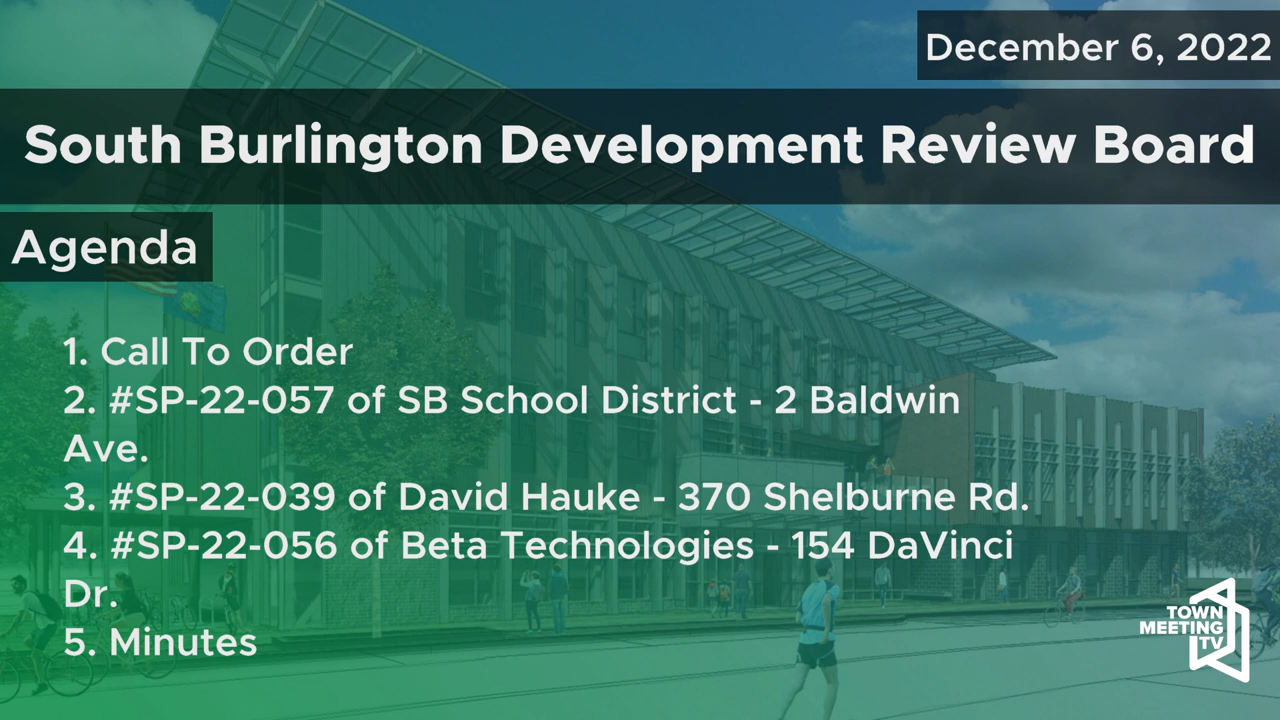 December 6, 2022
South Burlington Development Review Board
Agenda
1. Call To Order
2. #SP-22-057 of SB School District - 2 Baldwin
Ave.
3. #SP-22-039 of David Hauke - 370 Shelburne Rd.
4. #SP-22-056 of Beta Technologies - 154 DaVinci
Dr.
5. Minutes
TOWN
MEETING
TV